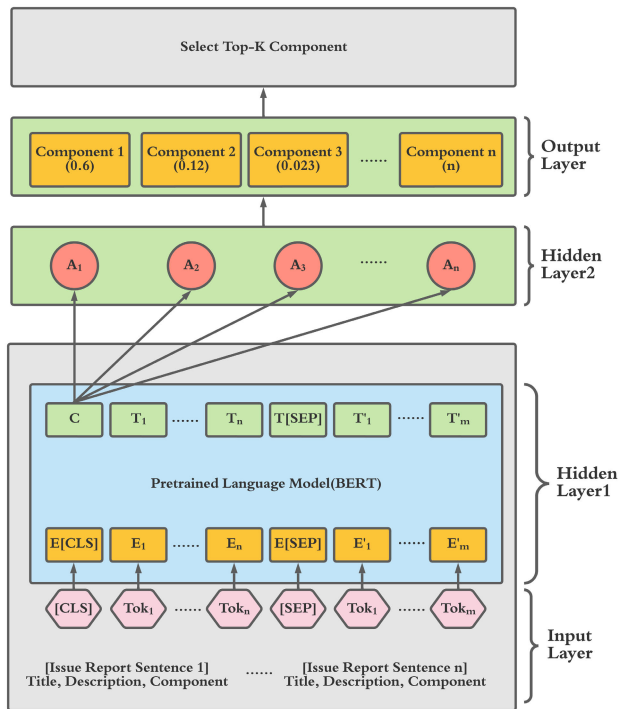 Select Top-K Component
Component 1
(0.6)
Component 2
(0.12)
Component 3
(0.023)
......
Component n
(n)
Output
Layer
A₁
A₂
A₃
......
Aₙ
Hidden
Layer2
C
T₁
......
Tₙ
T[SEP]
T'₁
......
T'ₘ
Pretrained Language Model(BERT)
Hidden
Layer1
E[CLS]
E₁
......
Eₙ
E[SEP]
E'₁
......
E'ₘ
[CLS]
Tok₁
......
Tokₙ
[SEP]
Tok₁
......
Tokₘ
Input
Layer
[Issue Report Sentence 1]
Title, Description, Component
......
[Issue Report Sentence n]
Title, Description, Component